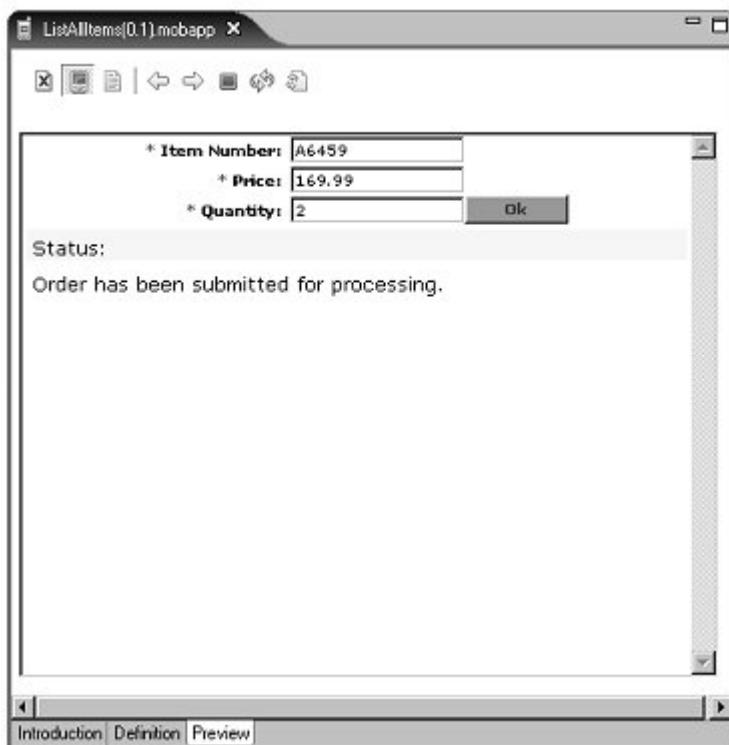 ListAllItems(0.1).mobapp X
* Item Number: A6459
* Price: 169.99
* Quantity: 2 Ok
Status:
Order has been submitted for processing.
Introduction Definition Preview